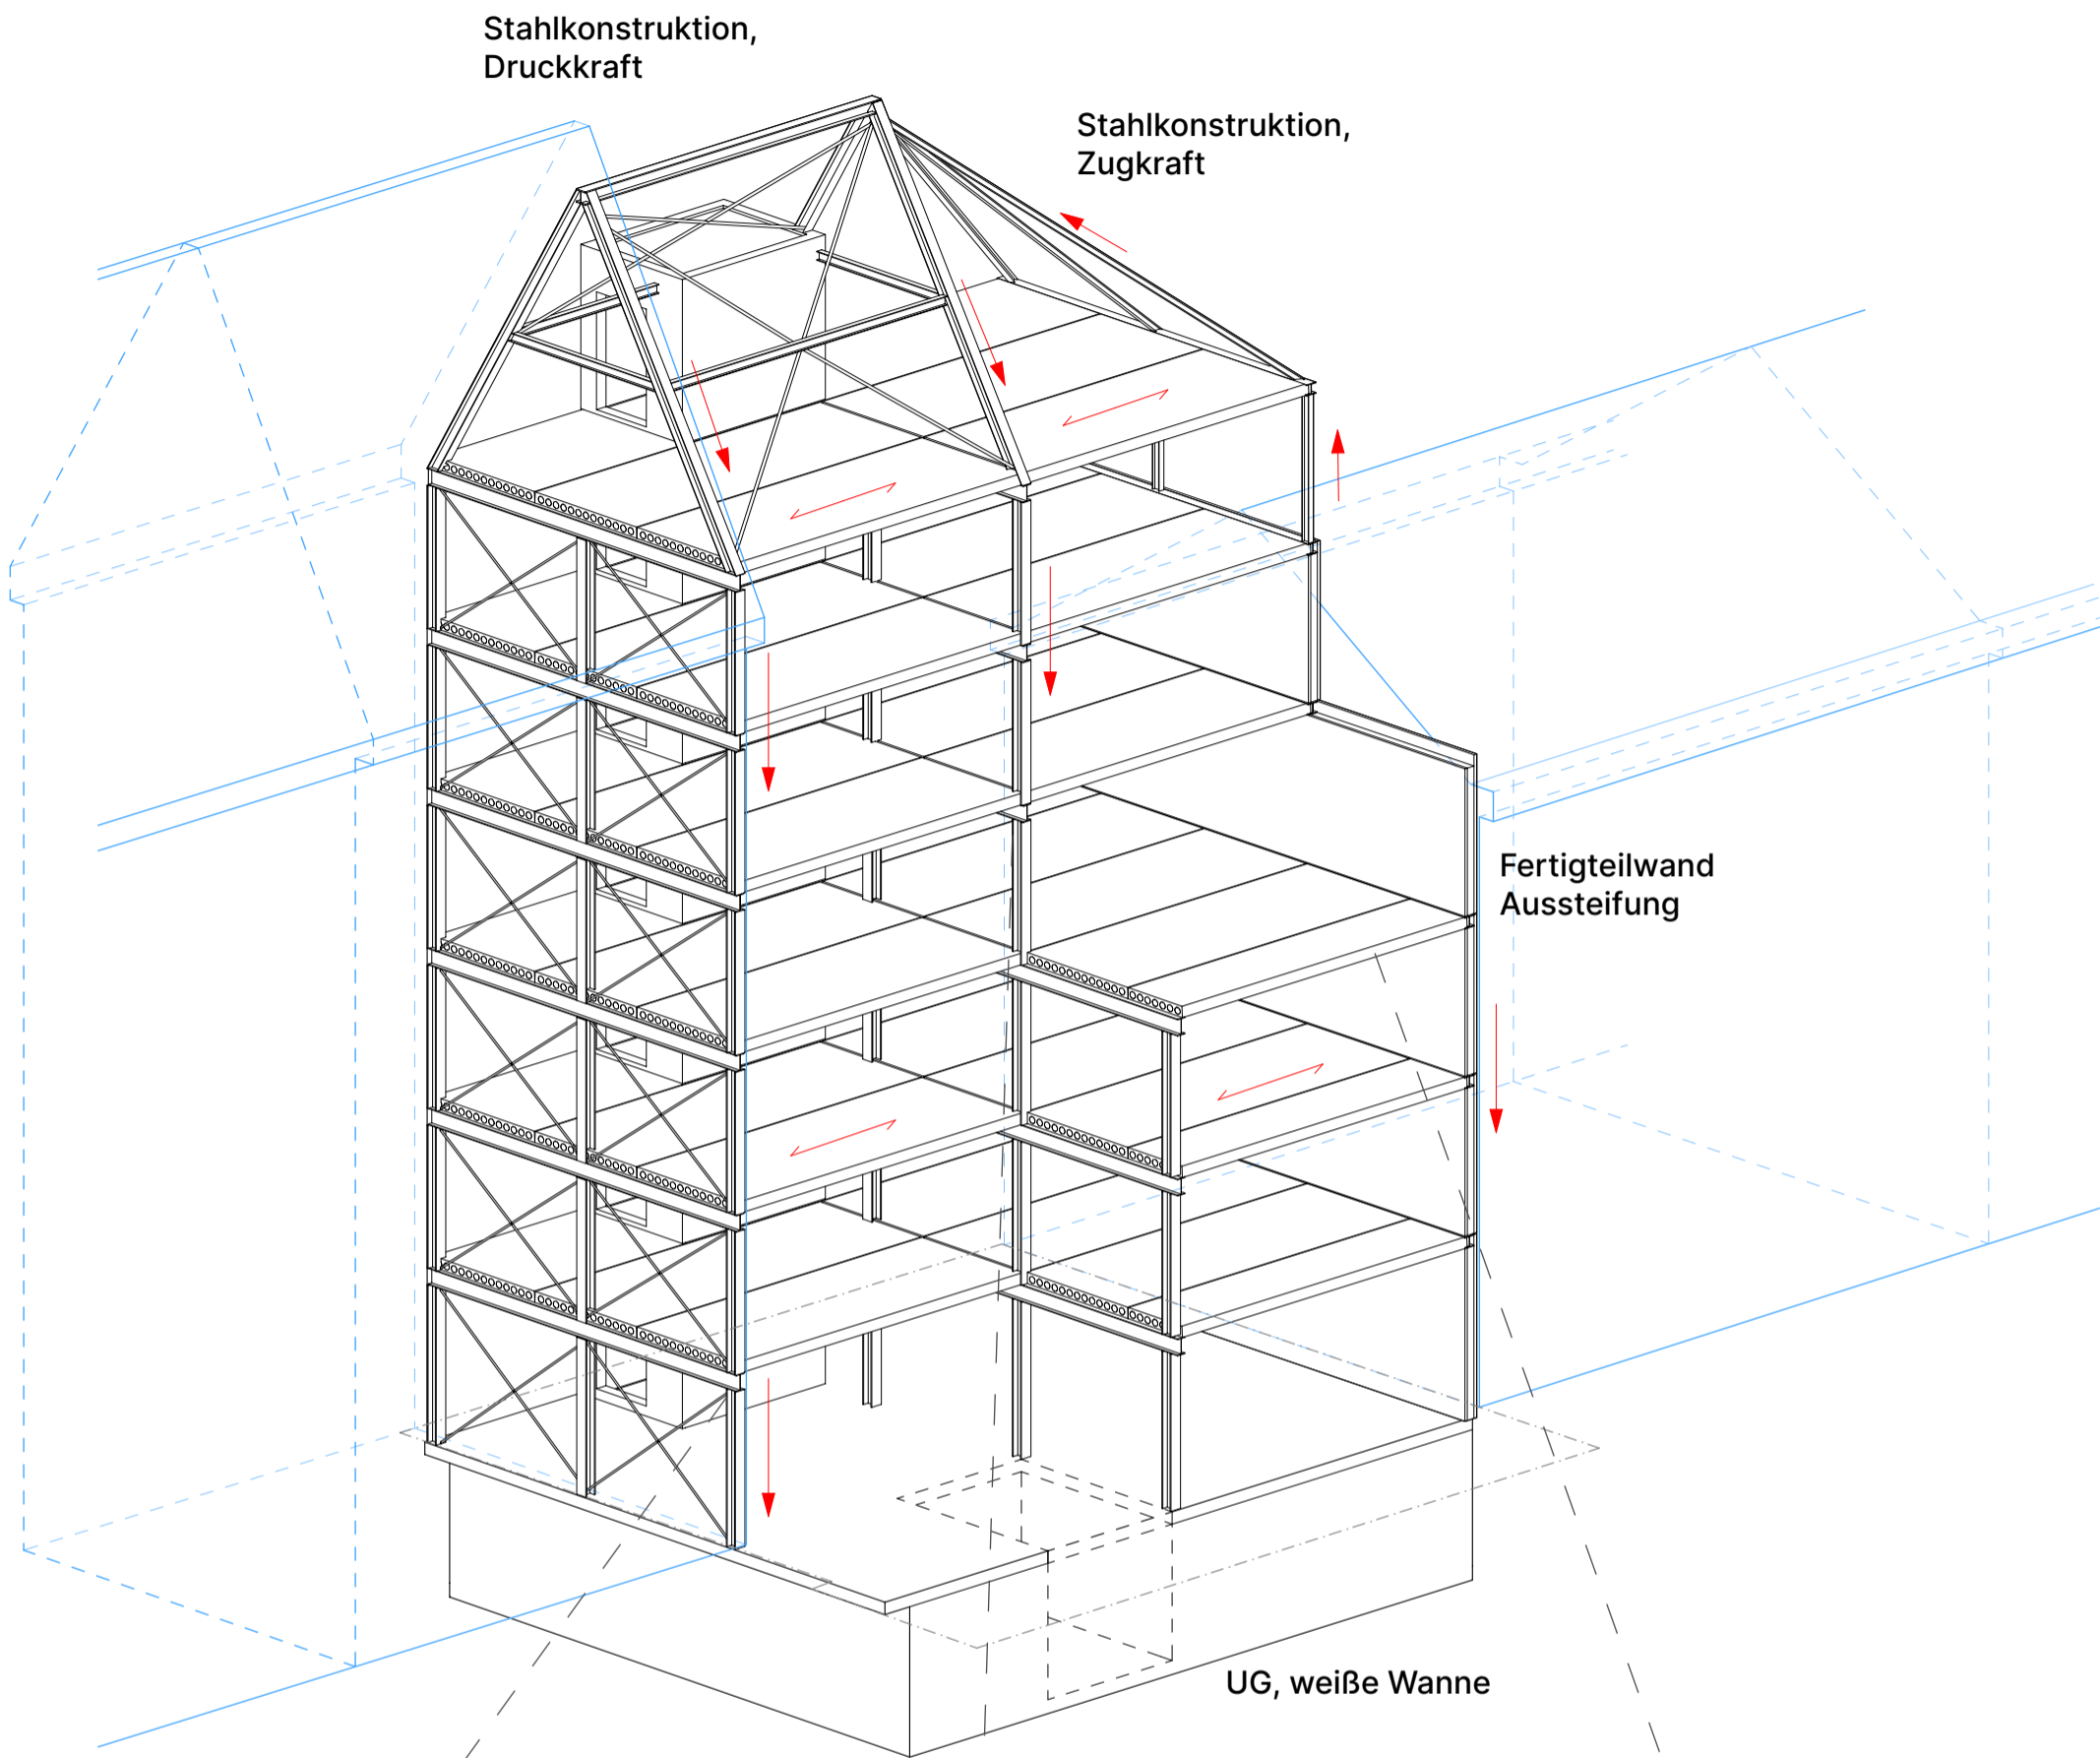 Stahlkonstruktion,
Druckkraft
Stahlkonstruktion,
Zugkraft
Fertigteilwand
Aussteifung
UG, weiße Wanne